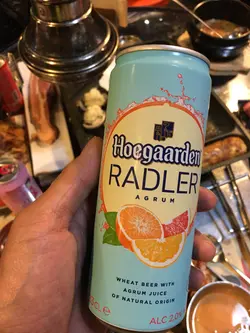 Hoegaarden
RADLER
AGRUM
WHEAT BEER WITH
AGRUM JUICE
OF NATURAL ORIGIN
ALC 2.0%